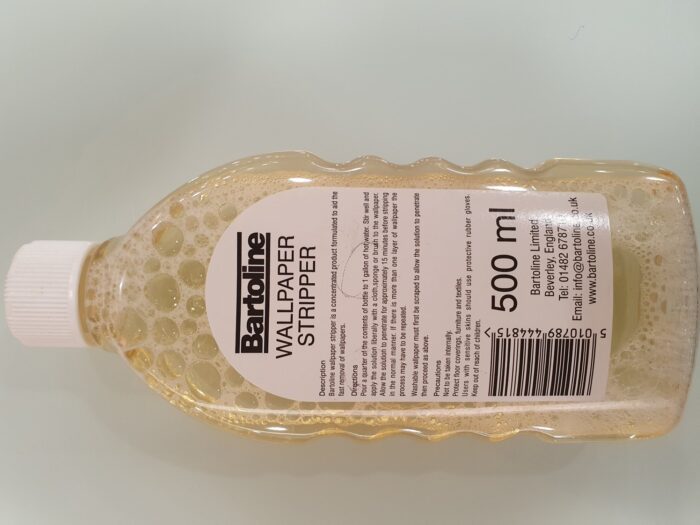 Bartoline
WALLPAPER
STRIPPER
Description
Bartoline wallpaper stripper is a concentrated product formulated to aid the
fast removal of wallpapers.
Directions
Pour a quarter of the contents of bottle to 1 gallon of hot water. Stir well and
apply the solution liberally with a cloth,sponge or brush to the wallpaper.
Allow the solution to penetrate for approximately 15 minutes before stripping
in the normal manner. If there is more than one layer of wallpaper the
process may have to be repeated.
Washable wallpaper must first be scraped to allow the solution to penetrate
then proceed as above.
Precautions
Not to be taken internally.
Protect floor coverings, furniture and textiles.
Users with sensitive skins should use protective rubber gloves.
Keep out of reach of children.
500 ml
Bartoline Limited
Beverley, England
Tel: 01482 6787
Email: info@bartoline.co.uk
www.bartoline.co.uk
5 010789 444815